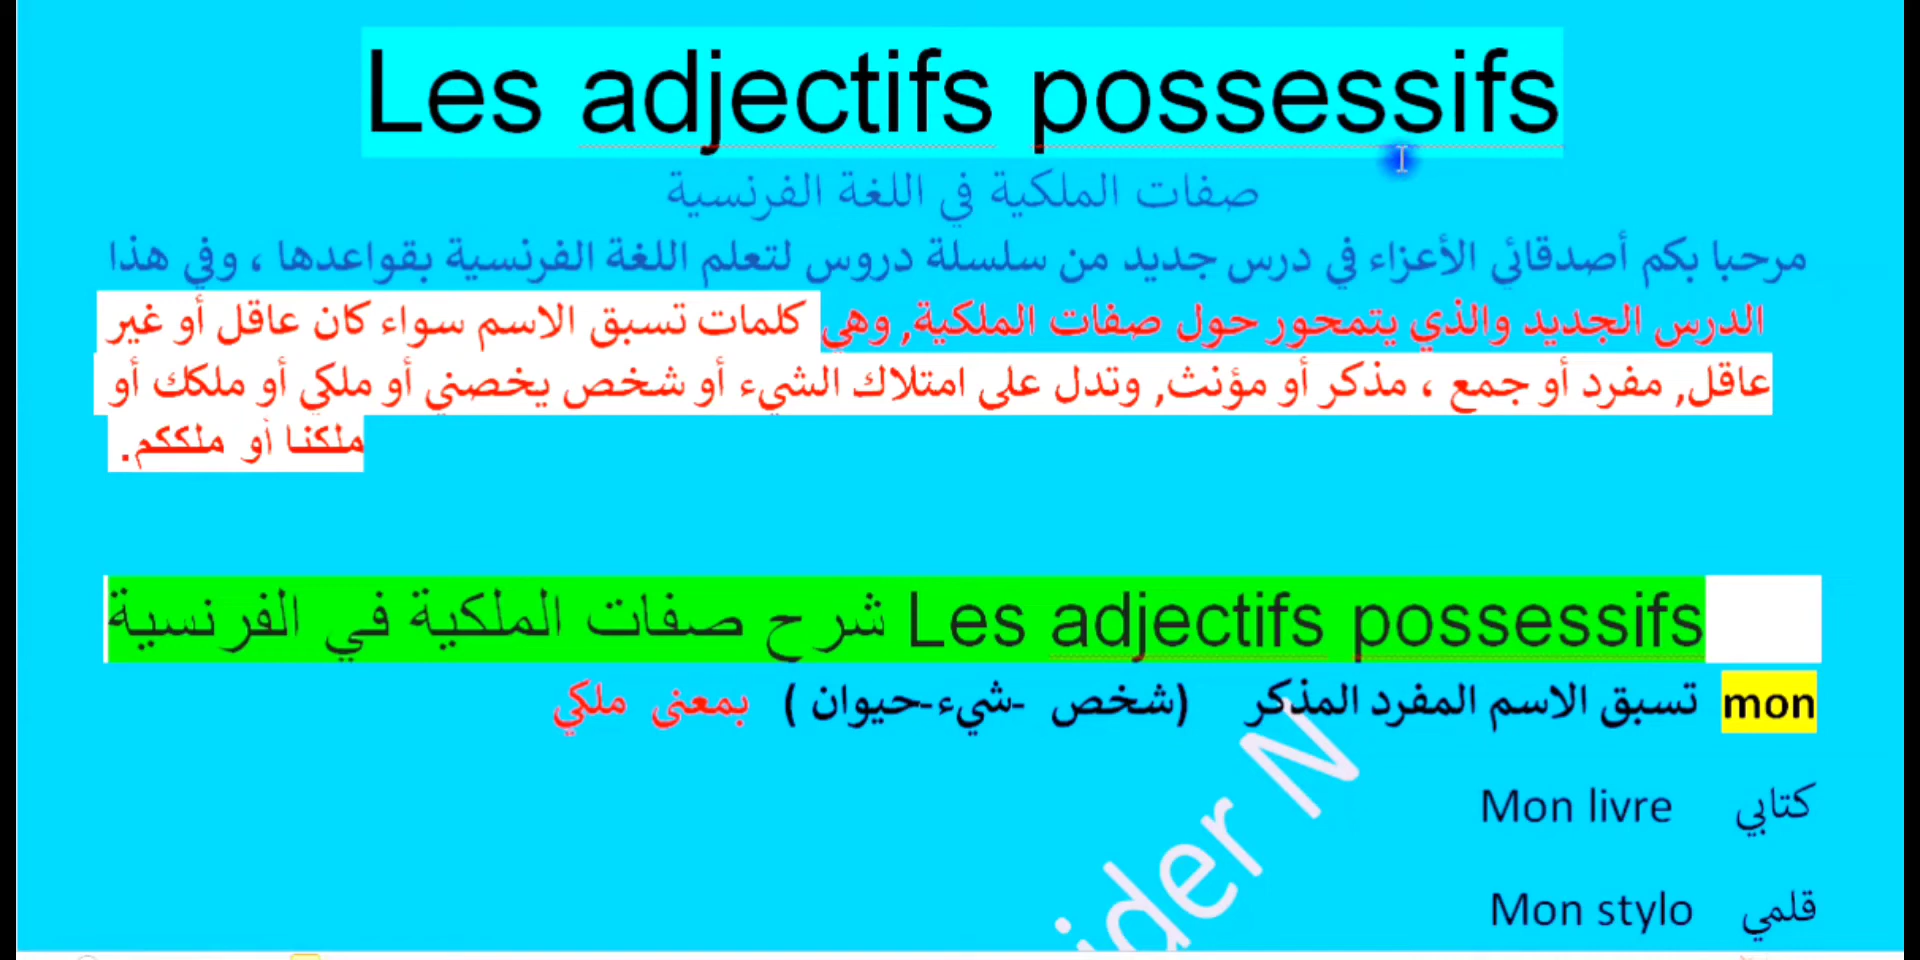 Les adjectifs possessifs
صفات الملكية في اللغة الفرنسية
مرحبا بكم أصدقائي الأعزاء في درس جديد من سلسلة دروس لتعلم اللغة الفرنسية بقواعدها ، وفي هذا
الدرس الجديد والذي يتمحور حول صفات الملكية, وهي كلمات تسبق الاسم سواء كان عاقل أو غير
عاقل, مفرد أو جمع ، مذكر أو مؤنث, وتدل على امتلاك الشيء أو شخص يخصني أو ملكي أو ملكك أو
ملكنا أو ملككم.
Les adjectifs possessifs شرح صفات الملكية في الفرنسية
mon تسبق الاسم المفرد المذكر (شخص -شيء-حيوان ) بمعنى ملكي
كتابي Mon livre
قلمي Mon stylo
ider N